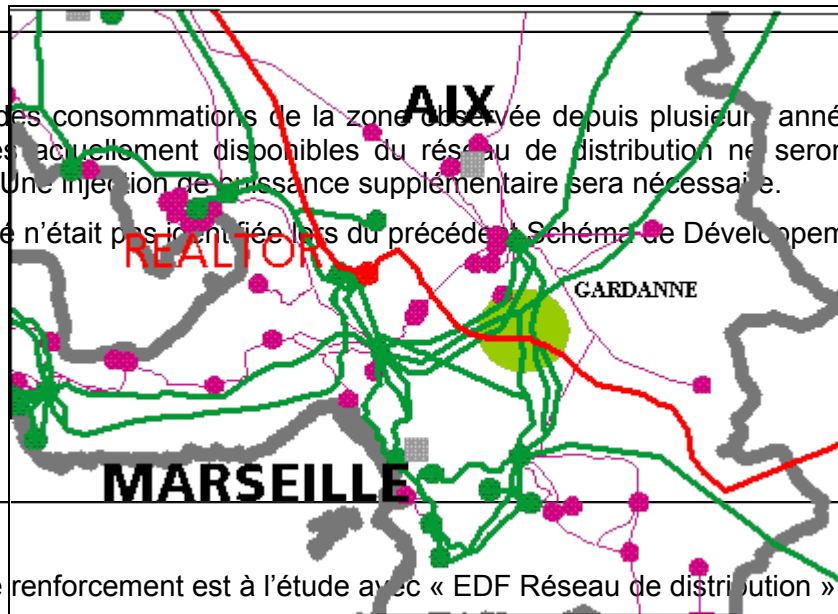 AIX
des consommations de la zone observée depuis plusieurs anné
es actuellement disponibles du réseau de distribution ne seron
Une injection de puissance supplémentaire sera nécessaire.
é n'était pas identifiée lors du précédent Schéma de Développem
REALTOR
GARDANNE
MARSEILLE
e renforcement est à l'étude avec « EDF Réseau de distribution »